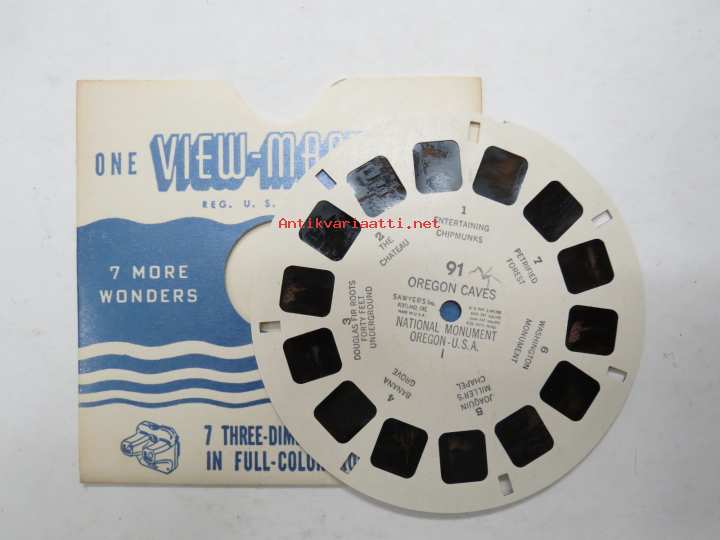 ONE VIEW-MA
REG. U. S.
7 MORE
WONDERS
7 THREE-DIM
IN FULL-COLOR
Antikvariaatti.net
1
ENTERTAINING
CHIPMUNKS
2
THE
CHATEAU
3
DOUGLAS FIR ROOTS
FORTY FEET
UNDERGROUND
4
BANANA
GROVE
5
JOAQUIN
MILLER'S
CHAPEL
6
WASHINGTON
MONUMENT
7
PETRIFIED
FOREST
91
OREGON CAVES
SAWYERS Inc.
PORTLAND, ORE.
MADE IN U.S.A.
NATIONAL MONUMENT
OREGON - U.S.A.
I